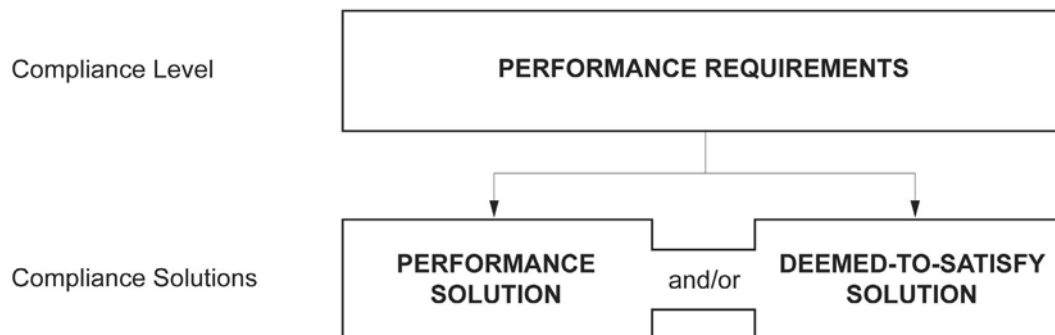 Compliance Level
PERFORMANCE REQUIREMENTS
Compliance Solutions
PERFORMANCE
SOLUTION
and/or
DEEMED-TO-SATISFY
SOLUTION